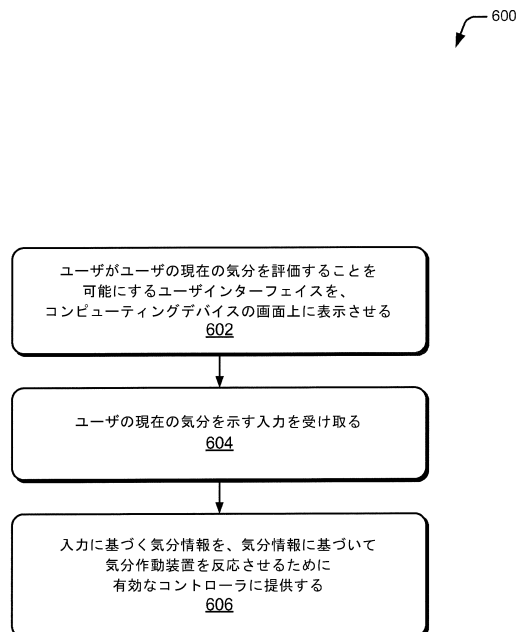 600
ユーザがユーザの現在の気分を評価することを
可能にするユーザインターフェイスを、
コンピューティングデバイスの画面上に表示させる
602
ユーザの現在の気分を示す入力を受け取る
604
入力に基づく気分情報を、気分情報に基づいて
気分作動装置を反応させるために
有効なコントローラに提供する
606